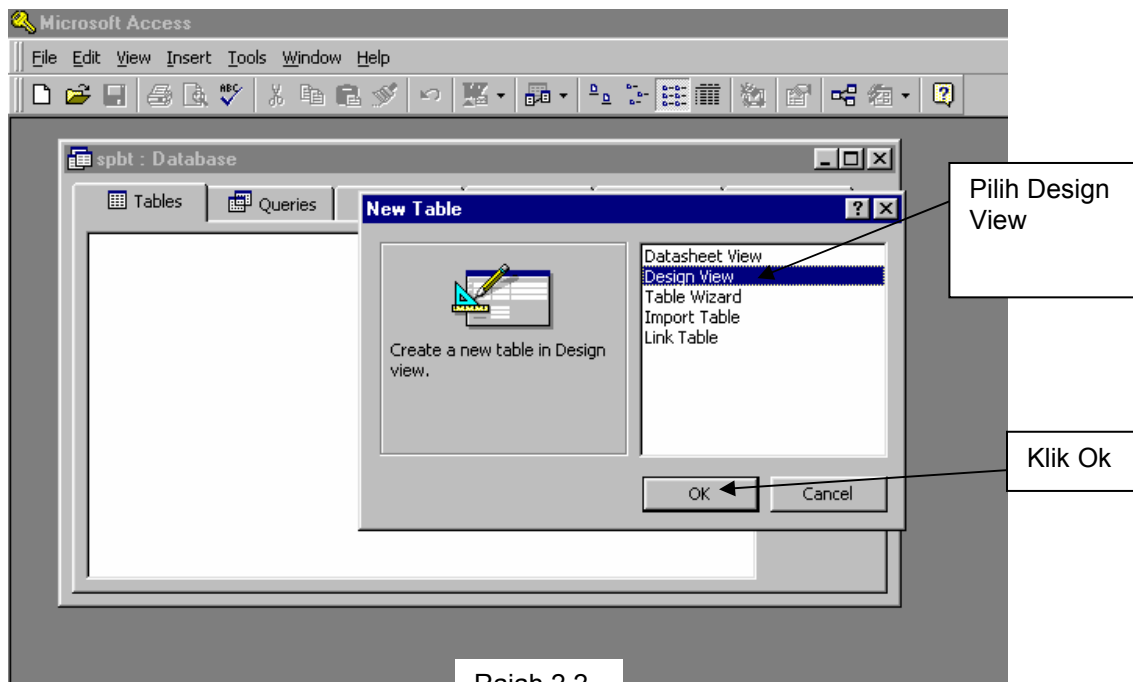 Microsoft Access
File Edit View Insert Tools Window Help
ABC
spbt : Database
Tables Queries
New Table
Datasheet View
Design View
Table Wizard
Import Table
Link Table
Create a new table in Design
view.
OK Cancel
Pilih Design
View
Klik Ok